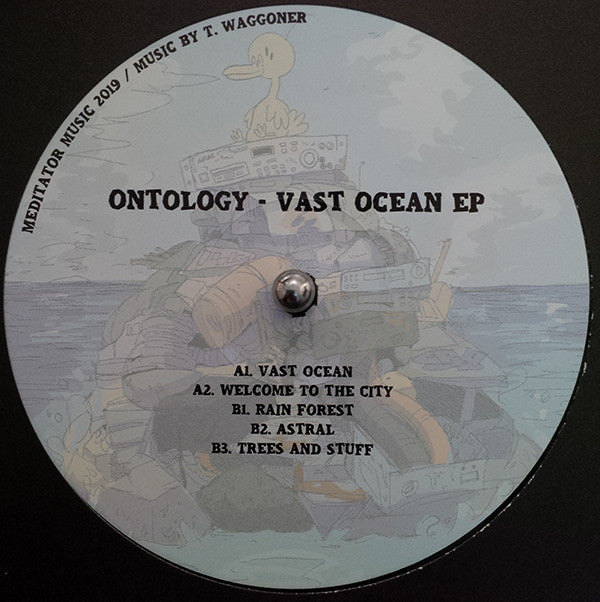 MEDITATOR MUSIC 2019 / MUSIC BY T. WAGGONER
ONTOLOGY - VAST OCEAN EP
A1. VAST OCEAN
A2. WELCOME TO THE CITY
B1. RAIN FOREST
B2. ASTRAL
B3. TREES AND STUFF